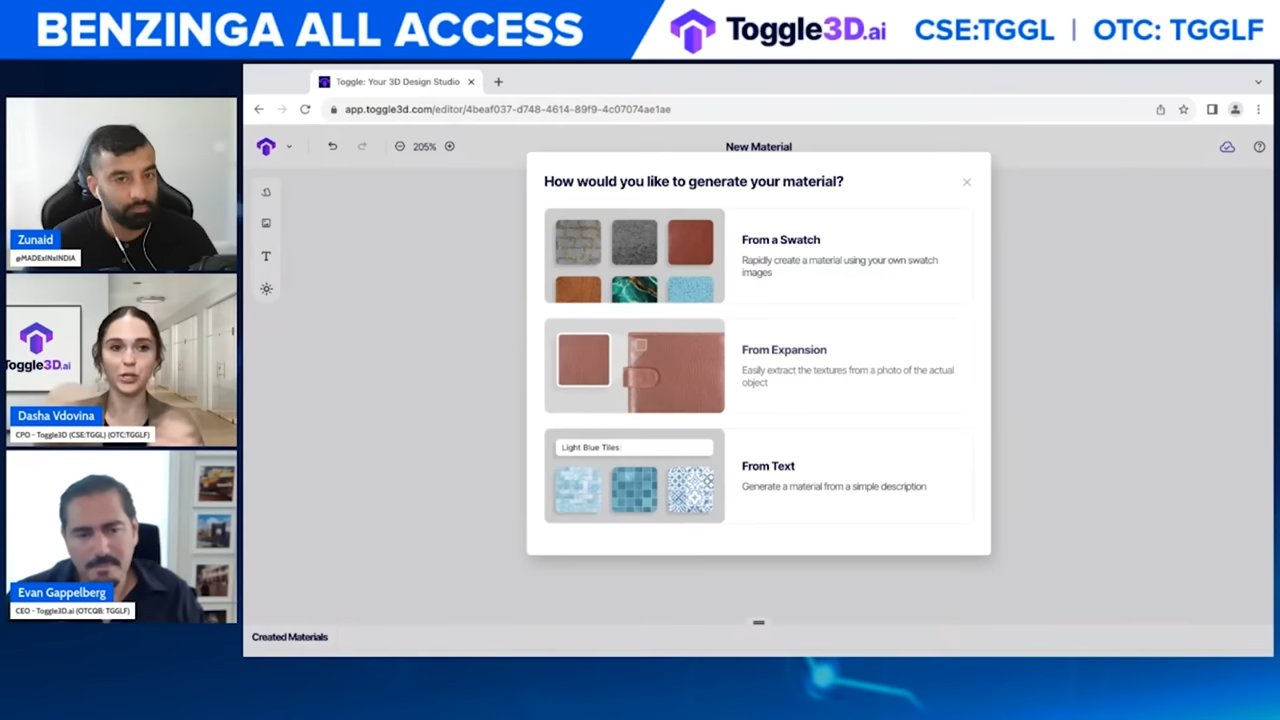 BENZINGA ALL ACCESS
Toggle3D.ai
CSE:TGGL | OTC: TGGLF
Toggle: Your 3D Design Studio
app.toggle3d.com/editor/4beaf037-d748-4614-89f9-4c07074ae1ae
205%
New Material
How would you like to generate your material?
From a Swatch
Rapidly create a material using your own swatch
images
From Expansion
Easily extract the textures from a photo of the actual
object
Light Blue Tiles
From Text
Generate a material from a simple description
Created Materials
Zunaid
@MADExINxINDIA
Toggle3D.ai
Dasha Vdovina
CPO - Toggle3D (CSE:TGGL) (OTC:TGGLF)
Evan Gappelberg
CEO - Toggle3D.ai (OTCQB: TGGLF)